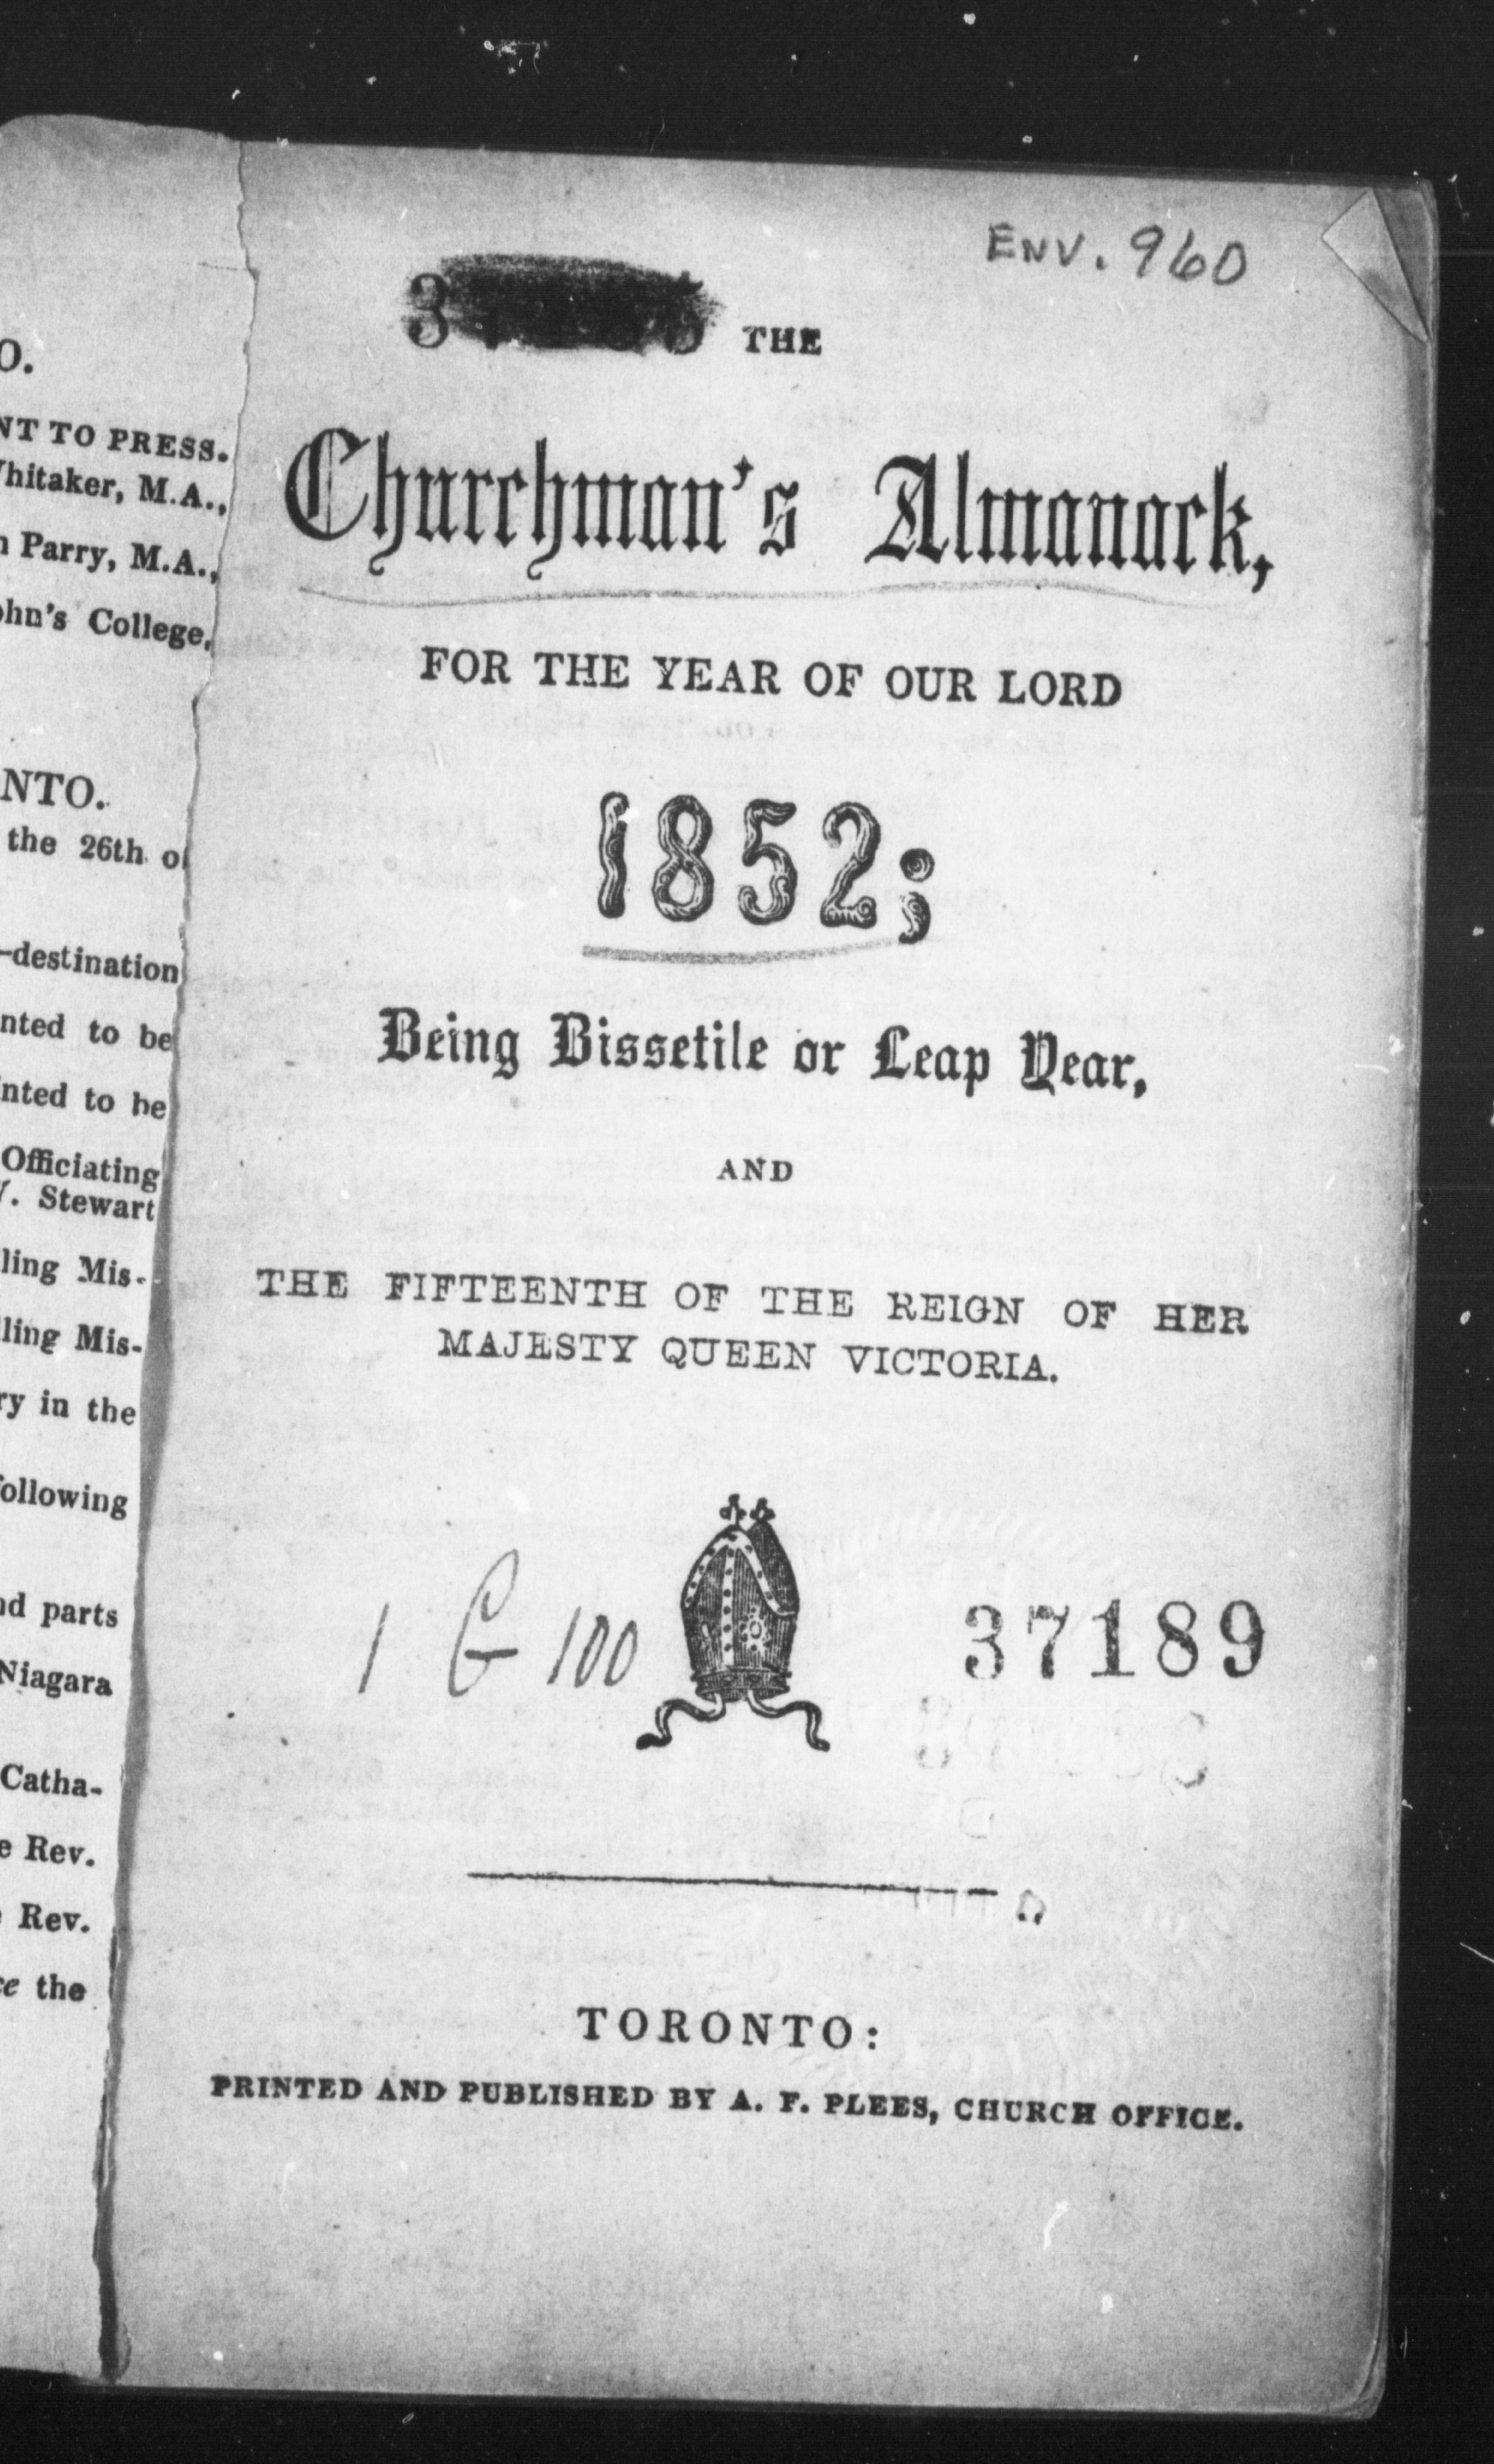 O.
NT TO PRESS.
hitaker, M.A.,
Parry, M.A.,
ohn's College,
NTO.
the 26th o
-destination
nted to be
nted to be
Officiating
. Stewart
ling Mis-
ling Mis-
ry in the
ollowing
nd parts
Niagara
Catha-
e Rev.
Rev.
the
ENV. 960
THE
Churchman's Almanack,
FOR THE YEAR OF OUR LORD
1852;
Being Bissetile or Leap Year,
AND
THE FIFTEENTH OF THE REIGN OF HER
MAJESTY QUEEN VICTORIA.
1 G 100
37189
TORONTO:
PRINTED AND PUBLISHED BY A. F. PLEES, CHURCH OFFICE.